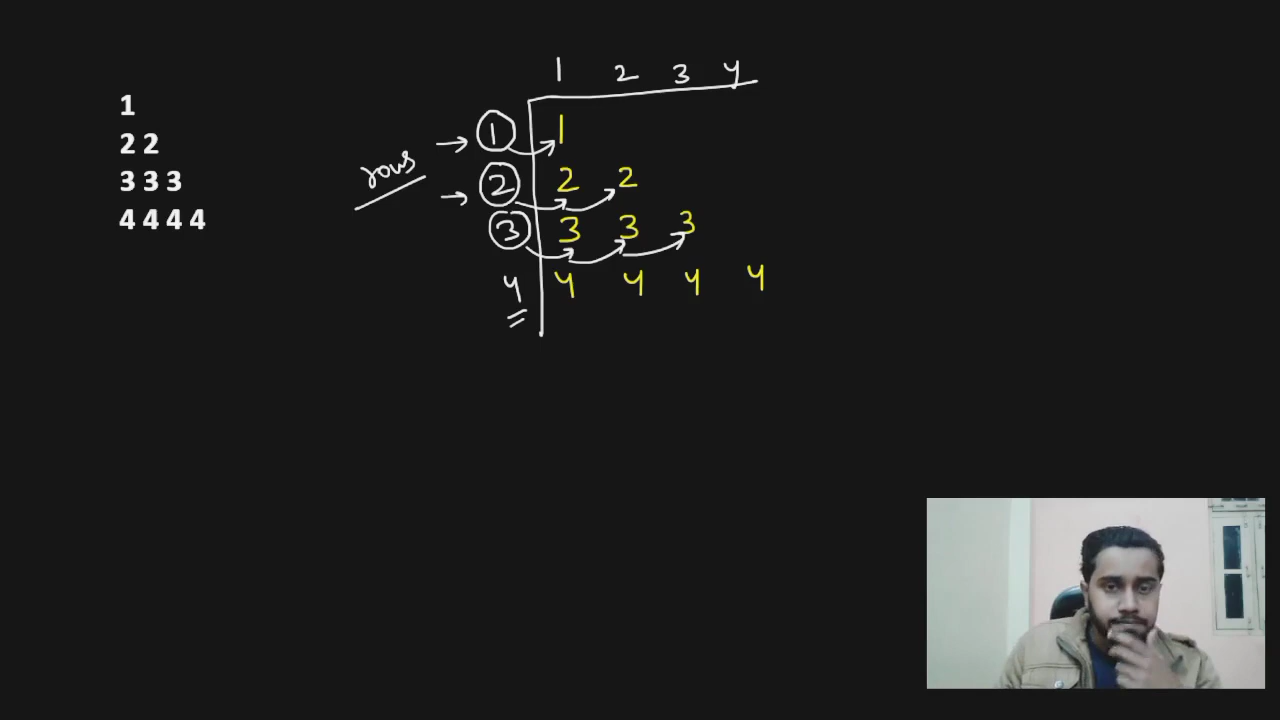 1
2 2
3 3 3
4 4 4 4
rows
1 2 3 4
1 1
2 2 2
3 3 3 3
4 4 4 4 4